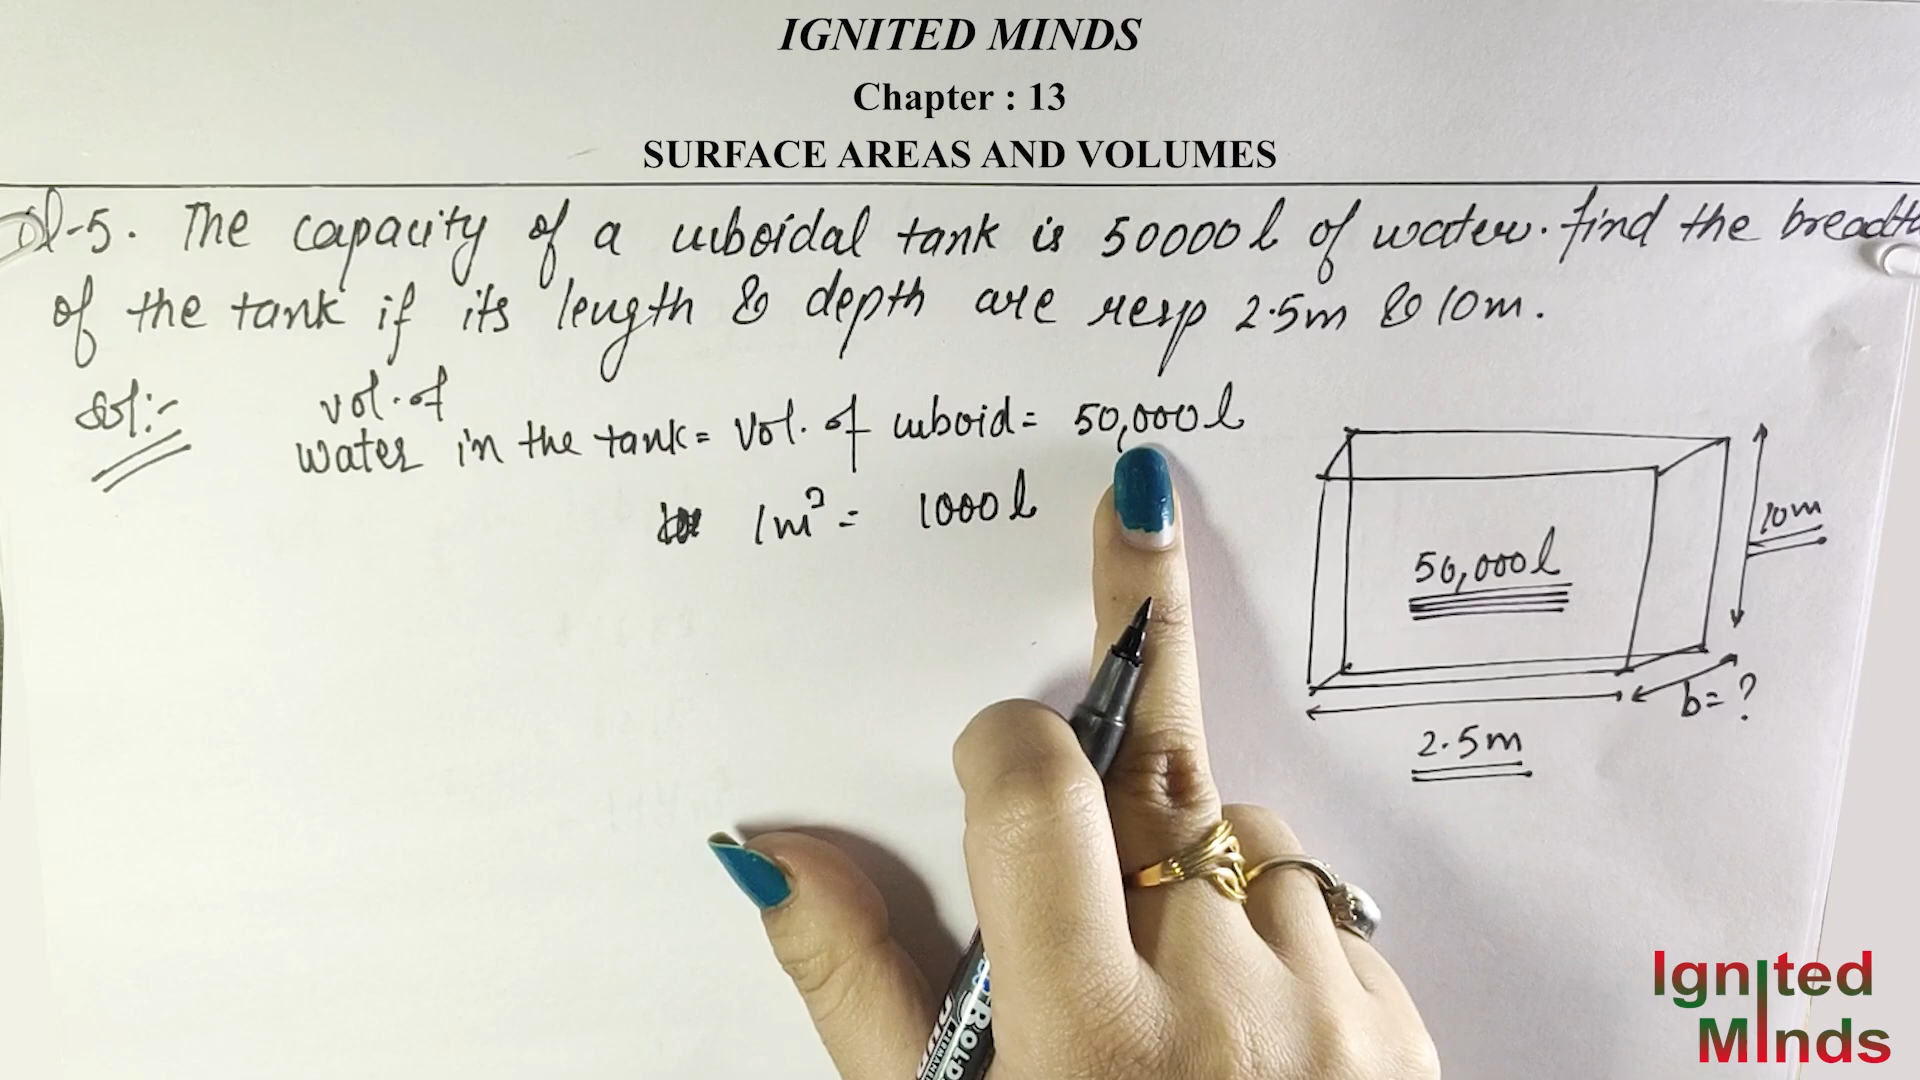 IGNITED MINDS
Chapter : 13
SURFACE AREAS AND VOLUMES
-5. The capacity of a cuboidal tank is 50000 l of water. find the breadth
of the tank if its length & depth are resp 2.5m & 10m.
Sol:-
vol. of
water in the tank = Vol. of cuboid = 50,000 l
1m³ = 1000 l
10m
50,000 l
b = ?
2.5m
Ignited
Minds